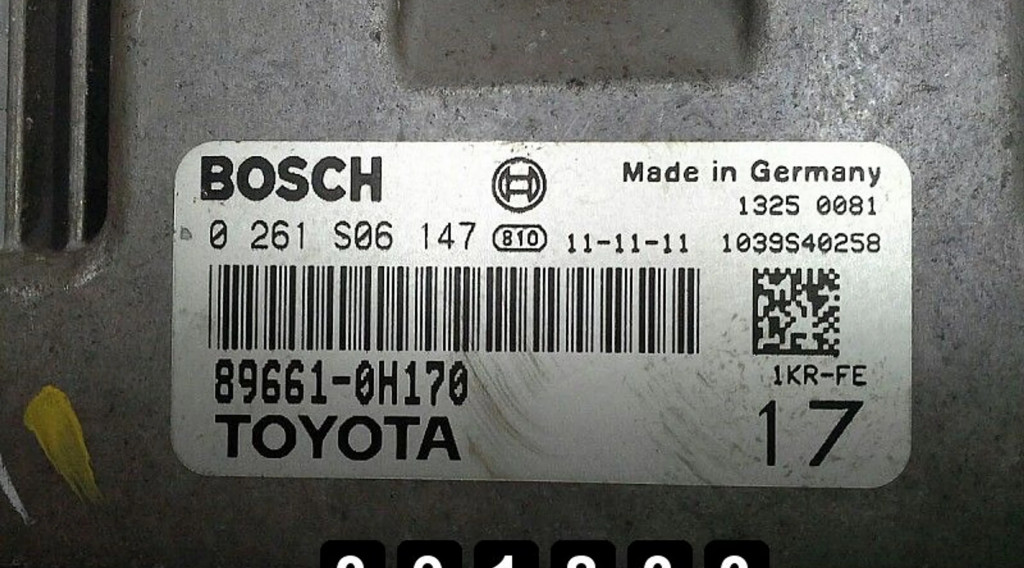 BOSCH
Made in Germany
1325 0081
0 261 S06 147 810 11-11-11 1039S40258
89661-0H170
1KR-FE
TOYOTA
17